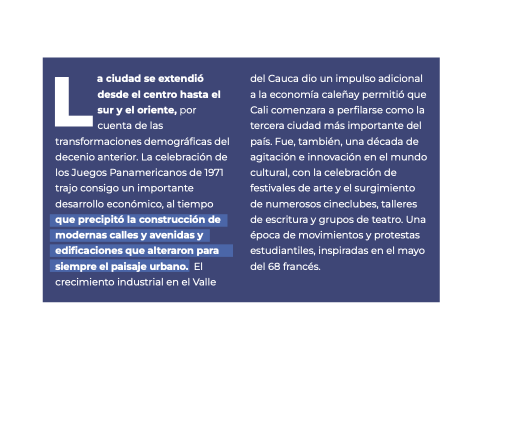 La ciudad se extendió
desde el centro hasta el
sur y el oriente, por
cuenta de las
transformaciones demográficas del
decenio anterior. La celebración de
los Juegos Panamericanos de 1971
trajo consigo un importante
desarrollo económico, al tiempo
que precipitó la construcción de
modernas calles y avenidas y
edificaciones que alteraron para
siempre el paisaje urbano. El
crecimiento industrial en el Valle
del Cauca dio un impulso adicional
a la economía caleñay permitió que
Cali comenzara a perfilarse como la
tercera ciudad más importante del
país. Fue, también, una década de
agitación e innovación en el mundo
cultural, con la celebración de
festivales de arte y el surgimiento
de numerosos cineclubes, talleres
de escritura y grupos de teatro. Una
época de movimientos y protestas
estudiantiles, inspiradas en el mayo
del 68 francés.